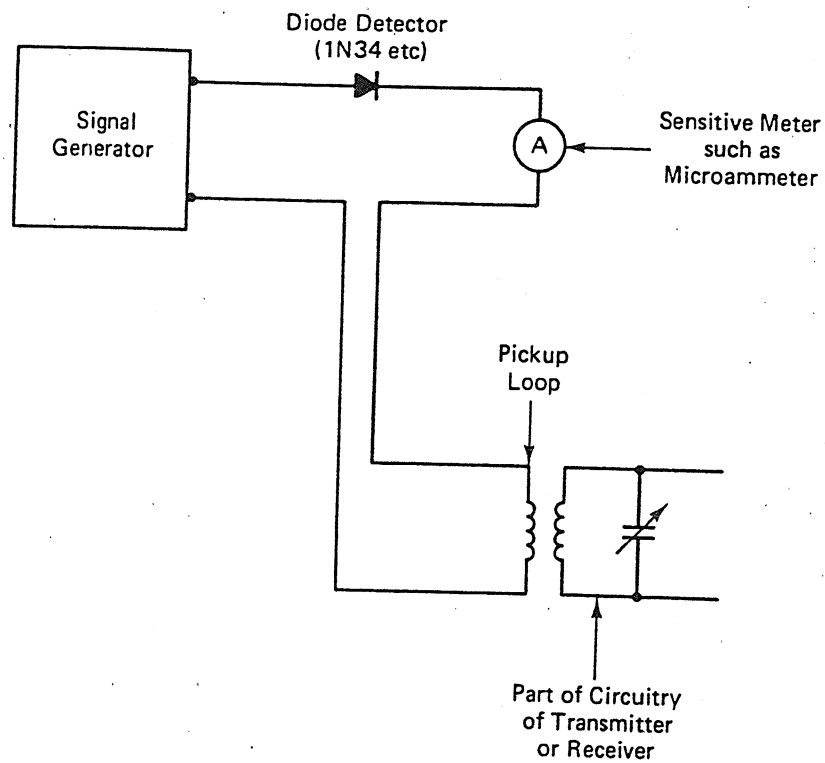 Diode Detector
(1N34 etc)
Signal
Generator
A
Sensitive Meter
such as
Microammeter
Pickup
Loop
Part of Circuitry
of Transmitter
or Receiver